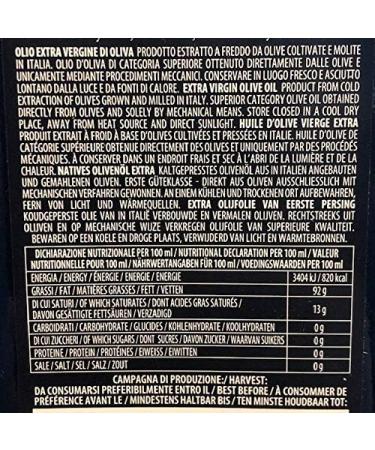 OLIO EXTRA VERGINE DI OLIVA PRODOTTO ESTRATTO A FREDDO DA OLIVE COLTIVATE E MOLITE
IN ITALIA. OLIO D'OLIVA DI CATEGORIA SUPERIORE OTTENUTO DIRETTAMENTE DALLE OLIVE E
UNICAMENTE MEDIANTE PROCEDIMENTI MECCANICI. CONSERVARE IN LUOGO FRESCO E ASCIUTTO
LONTANO DALLA LUCE E DA FONTI DI CALORE. EXTRA VIRGIN OLIVE OIL PRODUCT FROM COLD
EXTRACTION OF OLIVES GROWN AND MILLED IN ITALY. SUPERIOR CATEGORY OLIVE OIL OBTAINED
DIRECTLY FROM OLIVES AND SOLELY BY MECHANICAL MEANS. STORE CLOSED IN A COOL DRY
PLACE, AWAY FROM HEAT SOURCE AND DIRECT SUNLIGHT. HUILE D'OLIVE VIERGE EXTRA
PRODUIT EXTRAIT À FROID À BASE D'OLIVES CULTIVÉES ET PRESSÉES EN ITALIE. HUILE D'OLIVE DE
CATÉGORIE SUPÉRIEURE OBTENUE DIRECTEMENT DES OLIVES ET UNIQUEMENT PAR DES PROCÉDÉS
MÉCANIQUES. À CONSERVER DANS UN ENDROIT FRAIS ET SEC À L'ABRI DE LA LUMIÈRE ET DE LA
CHALEUR. NATIVES OLIVENÖL EXTRA KALTGEPRESSTES OLIVENÖL AUS IN ITALIEN ANGEBAUTEN
UND GEMAHLENEN OLIVEN. ERSTE GÜTEKLASSE - DIREKT AUS OLIVEN AUSSCHLIESSLICH MIT
MECHANISCHEN VERFAHREN GEWONNEN. IN EINEM KÜHLEN UND TROCKENEN ORT AUFBEWAHREN,
FERN VON LICHT UND WÄRMEQUELLEN. EXTRA OLIJFOLIE VAN EERSTE PERSING
KOUDGEPERSTE OLIE VAN IN ITALIË VERBOUWDE EN VERMALEN OLIJVEN. RECHTSTREEKS UIT
OLIJVEN EN OP MECHANISCHE WIJZE VERKREGEN OLIJFOLIE VAN SUPERIEURE KWALITEIT.
BEWAREN OP EEN KOELE EN DROGE PLAATS, VERWIJDERD VAN LICHT EN WARMTEBRONNEN.
DICHIARAZIONE NUTRIZIONALE PER 100 ml / NUTRITIONAL DECLARATION PER 100 ml / VALEUR
NUTRITIONNELLE POUR 100 ml / NÄHRWERTANGABEN FÜR 100 ml / VOEDINGSWAARDEN PER 100 ml
ENERGIA / ENERGY / ÉNERGIE / ENERGIE / ENERGIE 3404 kJ / 820 kcal
GRASSI / FAT / MATIÈRES GRASSES / FETT / VETTEN 92 g
DI CUI SATURI / OF WHICH SATURATES / DONT ACIDES GRAS SATURÉS /
DAVON GESÄTTIGTE FETTSÄUREN / VERZADIGD 13 g
CARBOIDRATI / CARBOHYDRATE / GLUCIDES / KOHLENHYDRATE / KOOLHYDRATEN 0 g
DI CUI ZUCCHERI / OF WHICH SUGARS / DONT SUCRES / DAVON ZUCKER / WAARVAN SUIKERS 0 g
PROTEINE / PROTEIN / PROTÉINES / EIWEISS / EIWITTEN 0 g
SALE / SALT / SEL / SALZ / ZOUT 0 g
CAMPAGNA DI PRODUZIONE:/ HARVEST:
DA CONSUMARSI PREFERIBILMENTE ENTRO IL / BEST BEFORE / À CONSOMMER DE
PRÉFÉRENCE AVANT LE / MINDESTENS HALTBAR BIS / TEN MINSTE HOUDBAAR TOT: